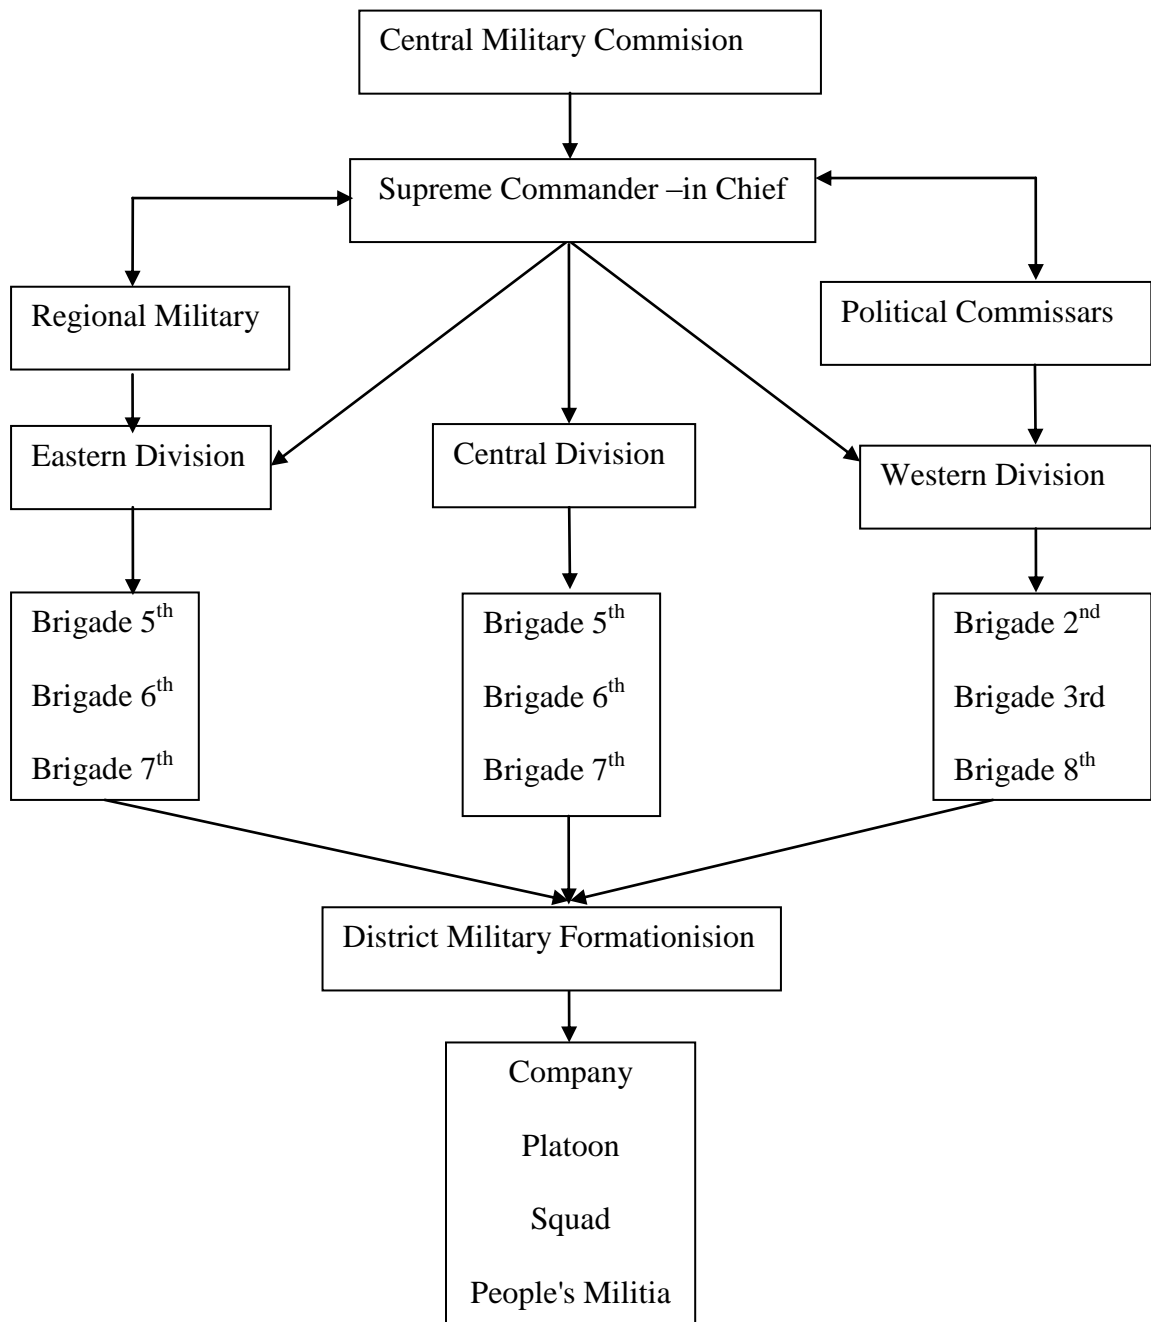 Central Military Commision
Supreme Commander –in Chief
Regional Military
Political Commissars
Eastern Division
Central Division
Western Division
Brigade 5th
Brigade 6th
Brigade 7th
Brigade 5th
Brigade 6th
Brigade 7th
Brigade 2nd
Brigade 3rd
Brigade 8th
District Military Formationision
Company
Platoon
Squad
People's Militia